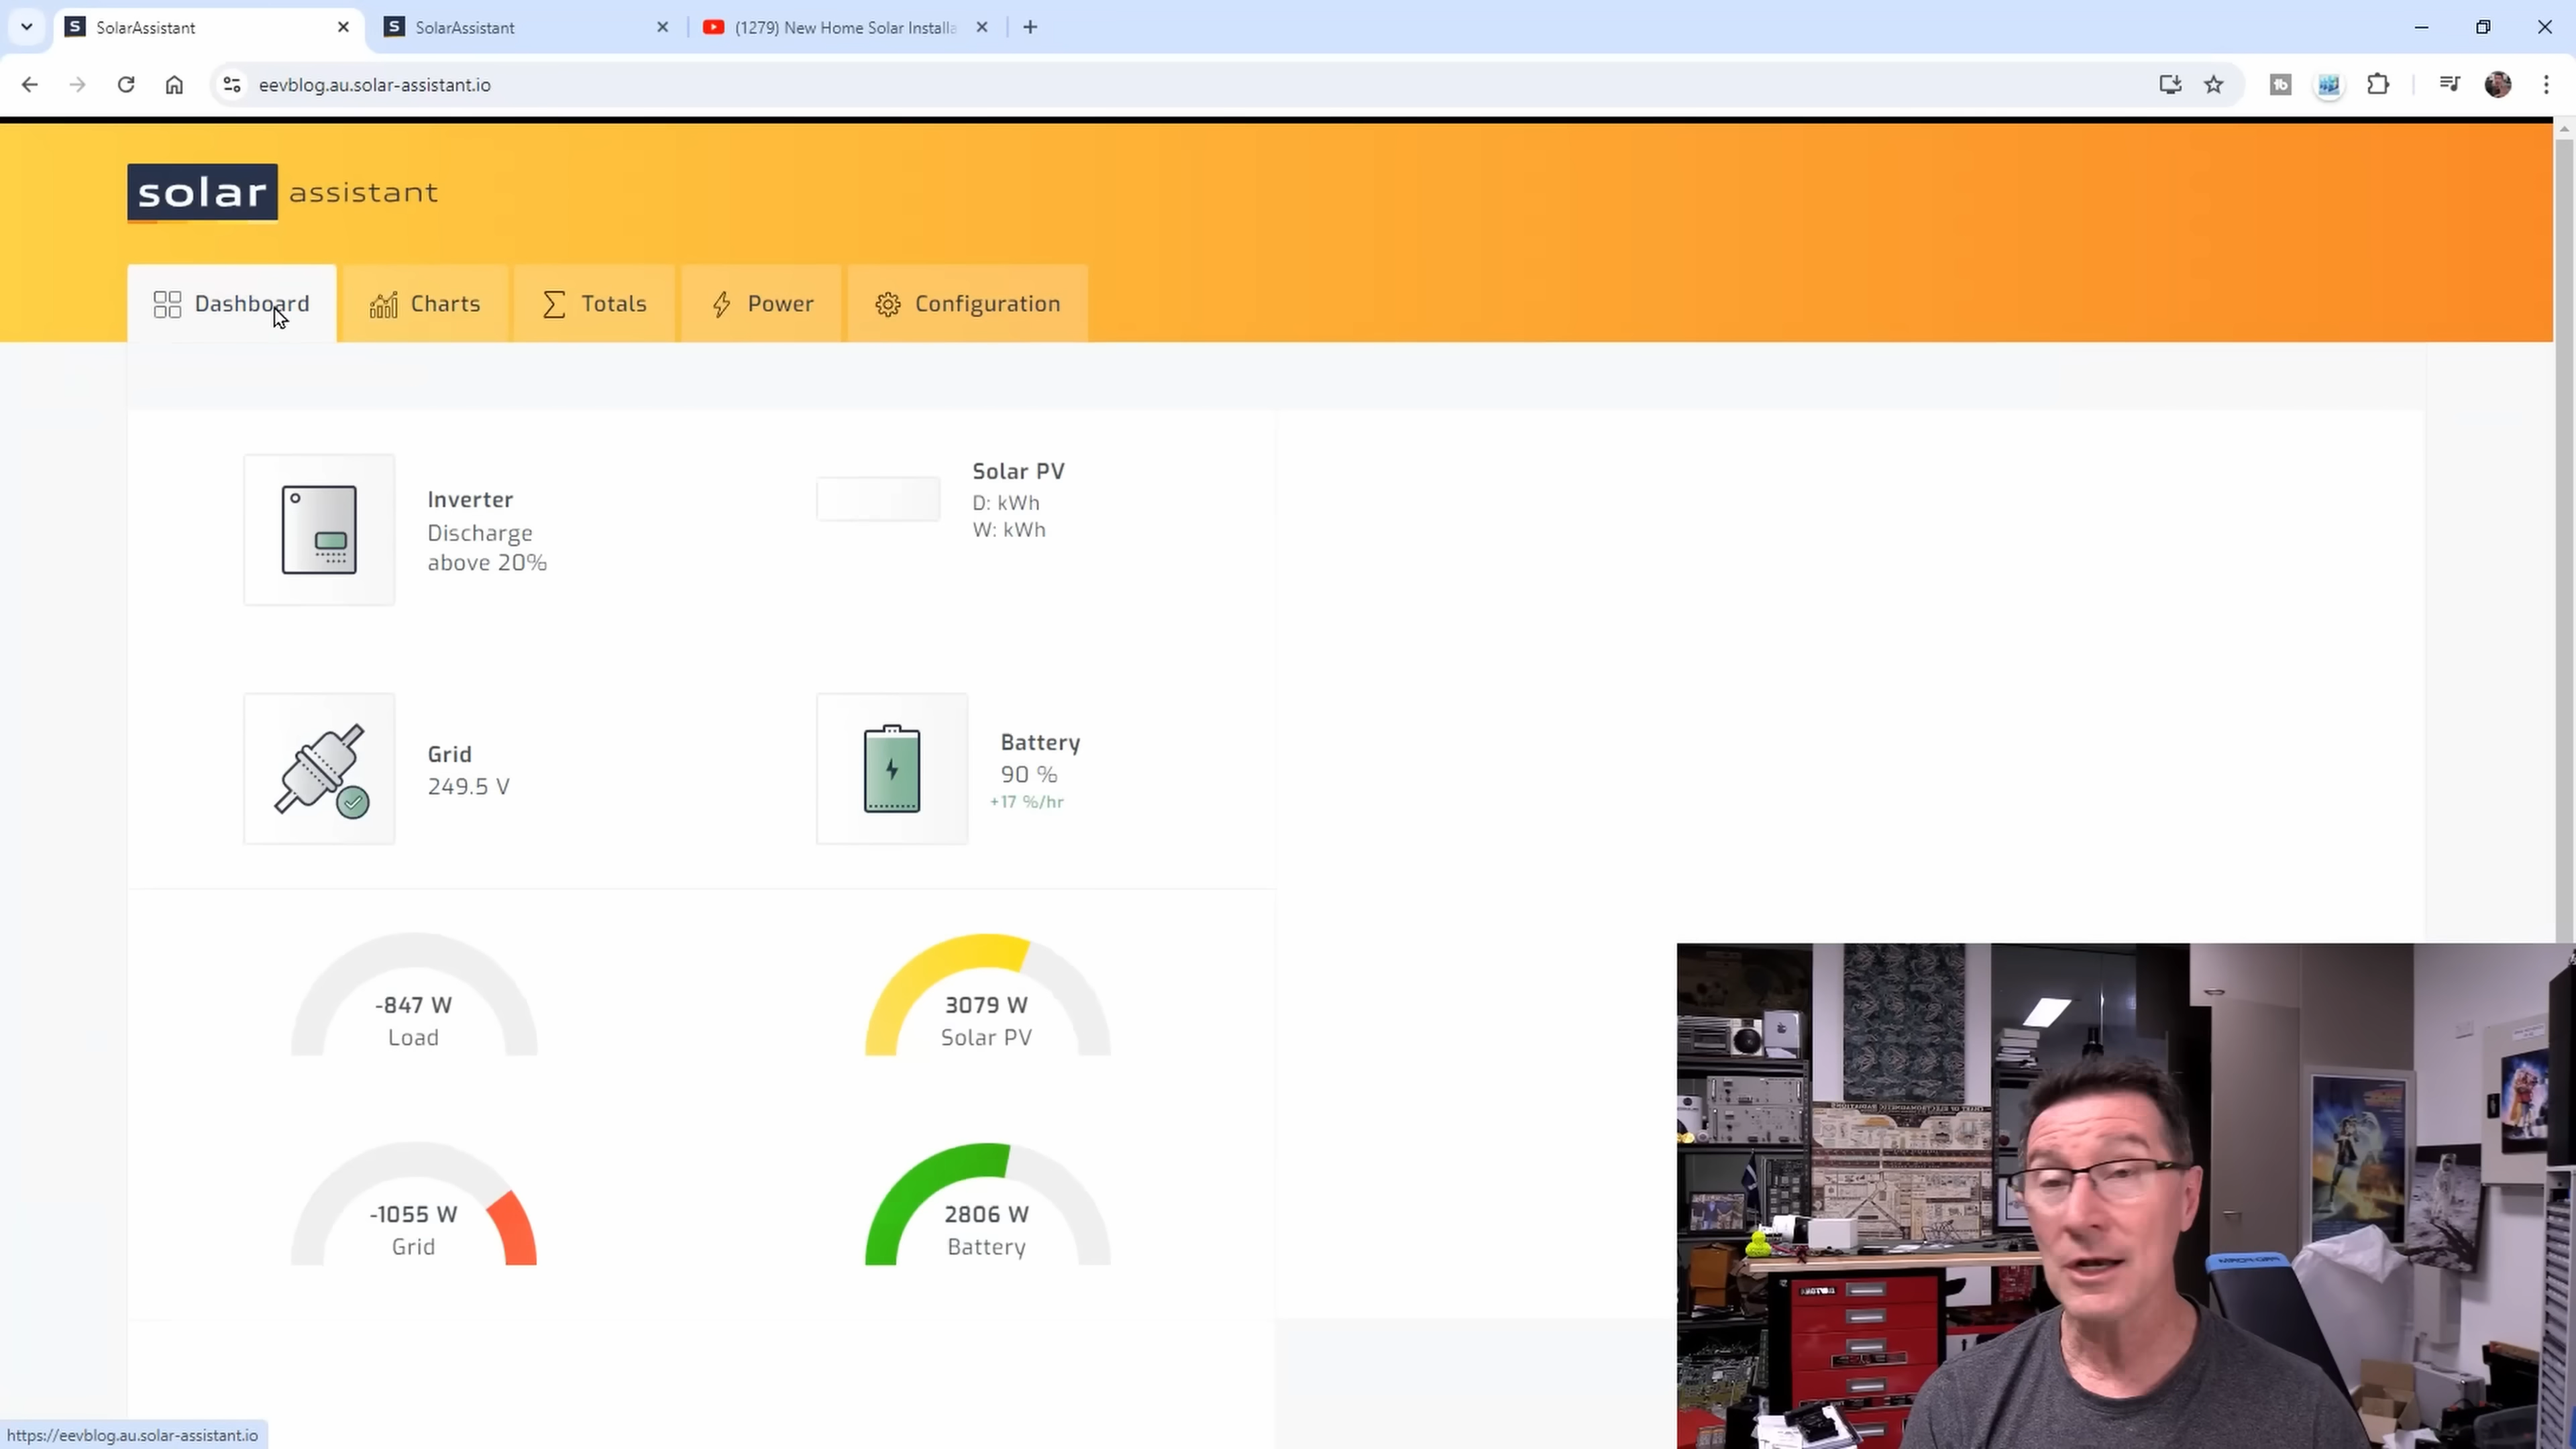 SolarAssistant
SolarAssistant
(1279) New Home Solar Installa
eevblog.au.solar-assistant.io
solar assistant
Dashboard
Charts
Totals
Power
Configuration
Inverter
Discharge
above 20%
Solar PV
D: kWh
W: kWh
Grid
249.5 V
Battery
90 %
+17 %/hr
-847 W
Load
3079 W
Solar PV
-1055 W
Grid
2806 W
Battery
https://eevblog.au.solar-assistant.io